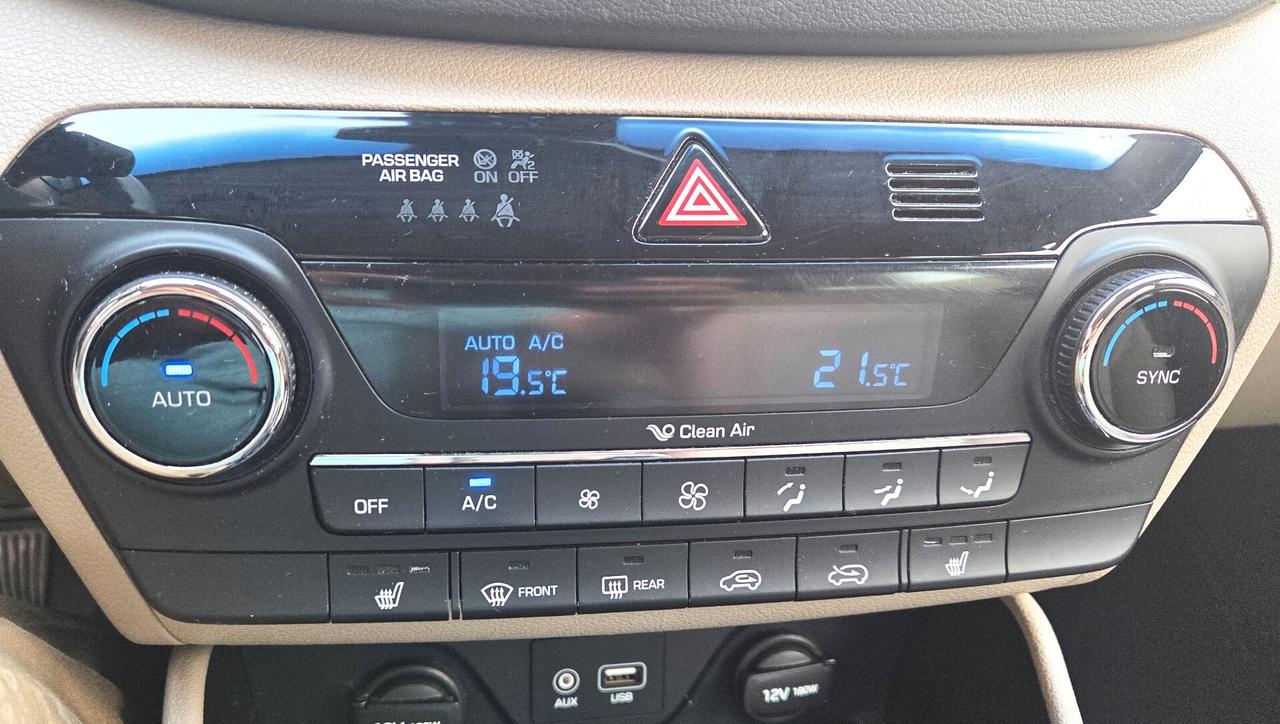 PASSENGER
AIR BAG
ON OFF
AUTO
AUTO A/C
19.5°C
21.5°C
SYNC
Clean Air
OFF
A/C
FRONT
REAR
AUX
USB
12V 180W